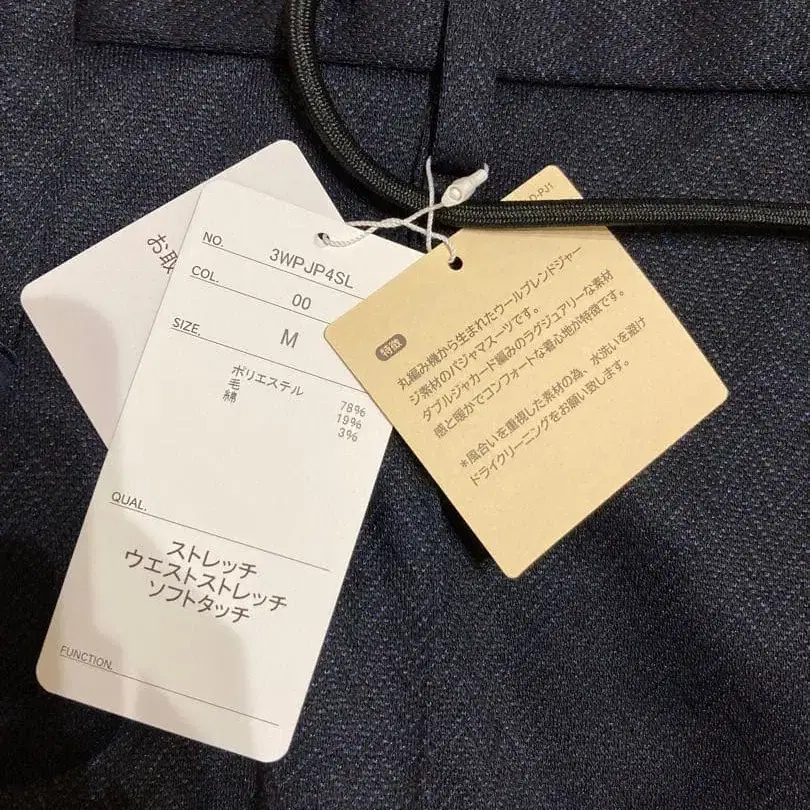 お取
NO. 3WPJP4SL
COL. 00
SIZE. M
ポリエステル 78%
毛 19%
綿 3%
QUAL.
ストレッチ
ウエストストレッチ
ソフトタッチ
FUNCTION.
D-PJ1
特徴
丸編み機から生まれたウールブレンドジャー
ジ素材のパジャマスーツです。
ダブルジャカード編みのラグジュアリーな素材
感と暖かでコンフォートな着心地が特徴です。
*風合いを重視した素材の為、水洗いを避け
ドライクリーニングをお願い致します。